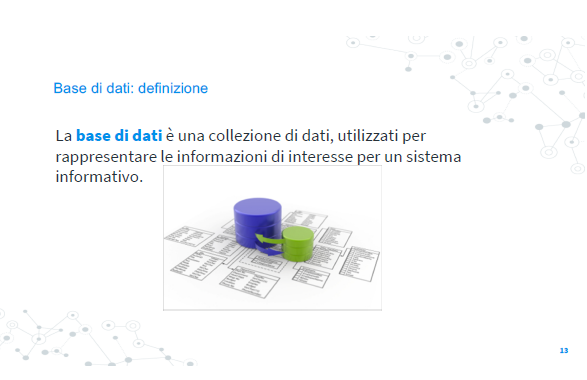 Base di dati: definizione
La base di dati è una collezione di dati, utilizzati per
rappresentare le informazioni di interesse per un sistema
informativo.
13